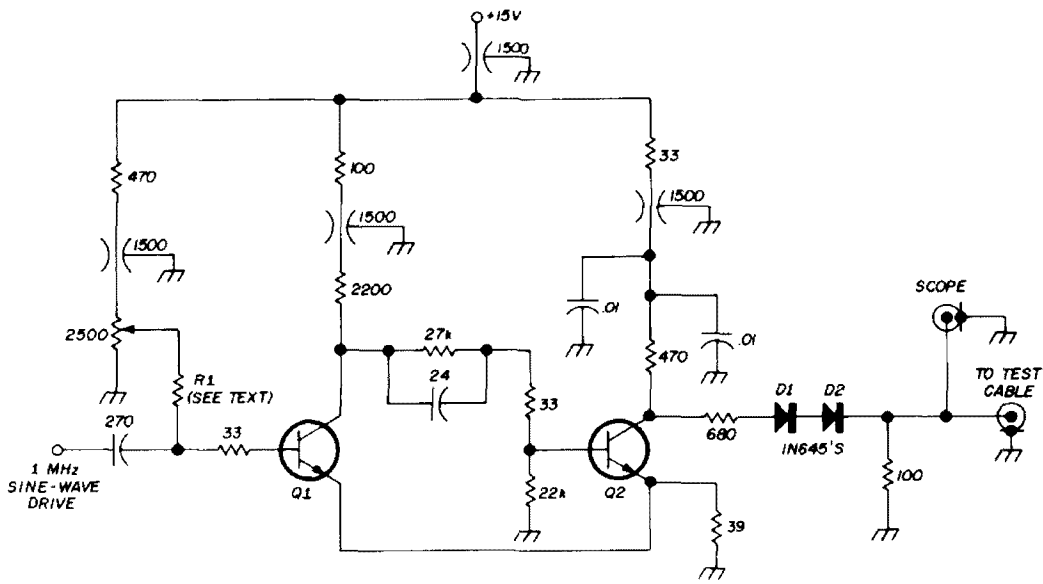 +15V
1500
470
100
33
1500
1500
1500
2200
2500
27k
24
.01
.01
SCOPE
R1
(SEE TEXT)
33
470
TO TEST
CABLE
D1
D2
270
33
680
IN645'S
1 MHz
SINE-WAVE
DRIVE
Q1
22k
Q2
100
39